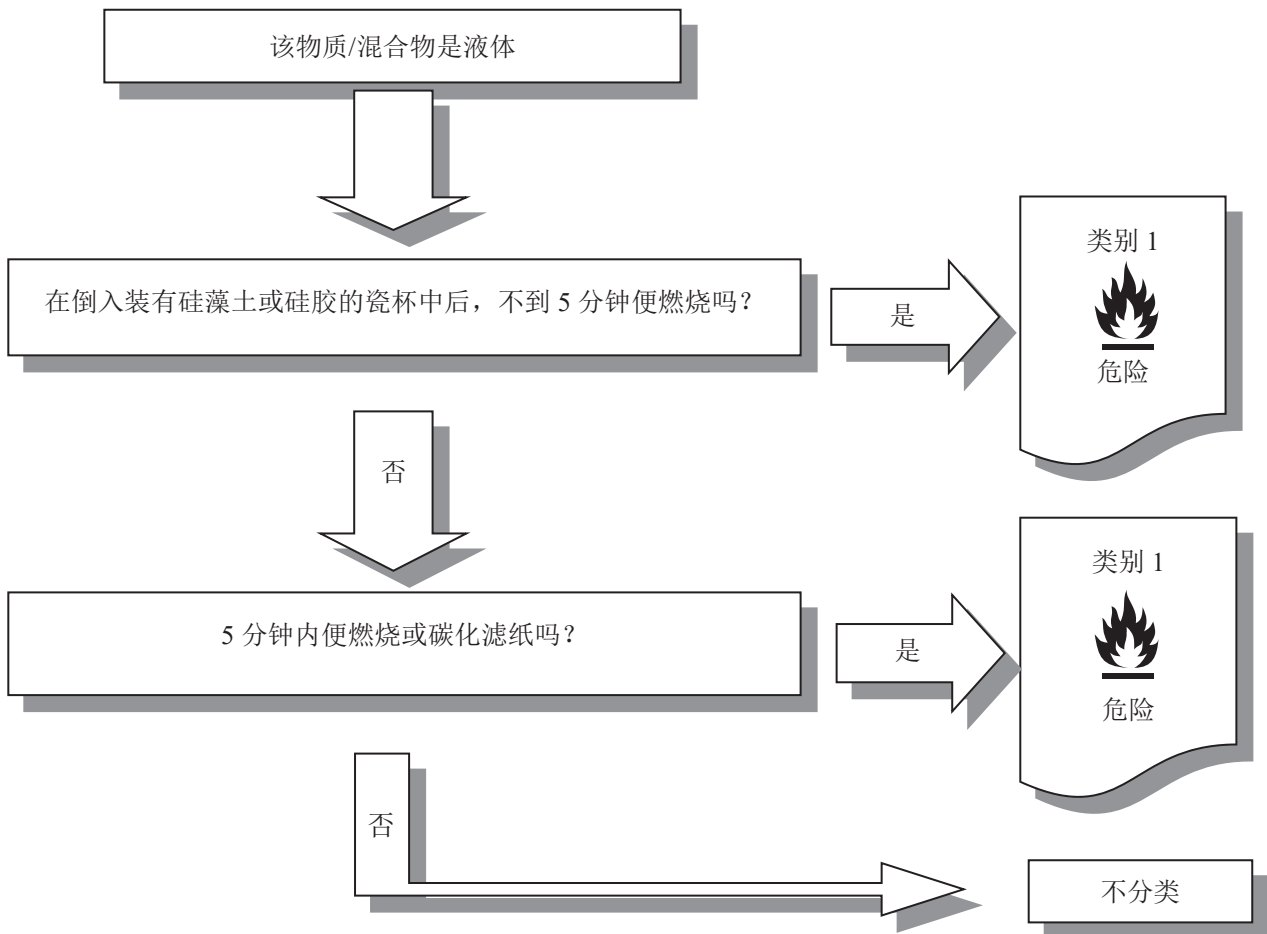 该物质/混合物是液体
在倒入装有硅藻土或硅胶的瓷杯中后，不到 5 分钟便燃烧吗？
是
类别 1
危险
否
5 分钟内便燃烧或碳化滤纸吗？
是
类别 1
危险
否
不分类